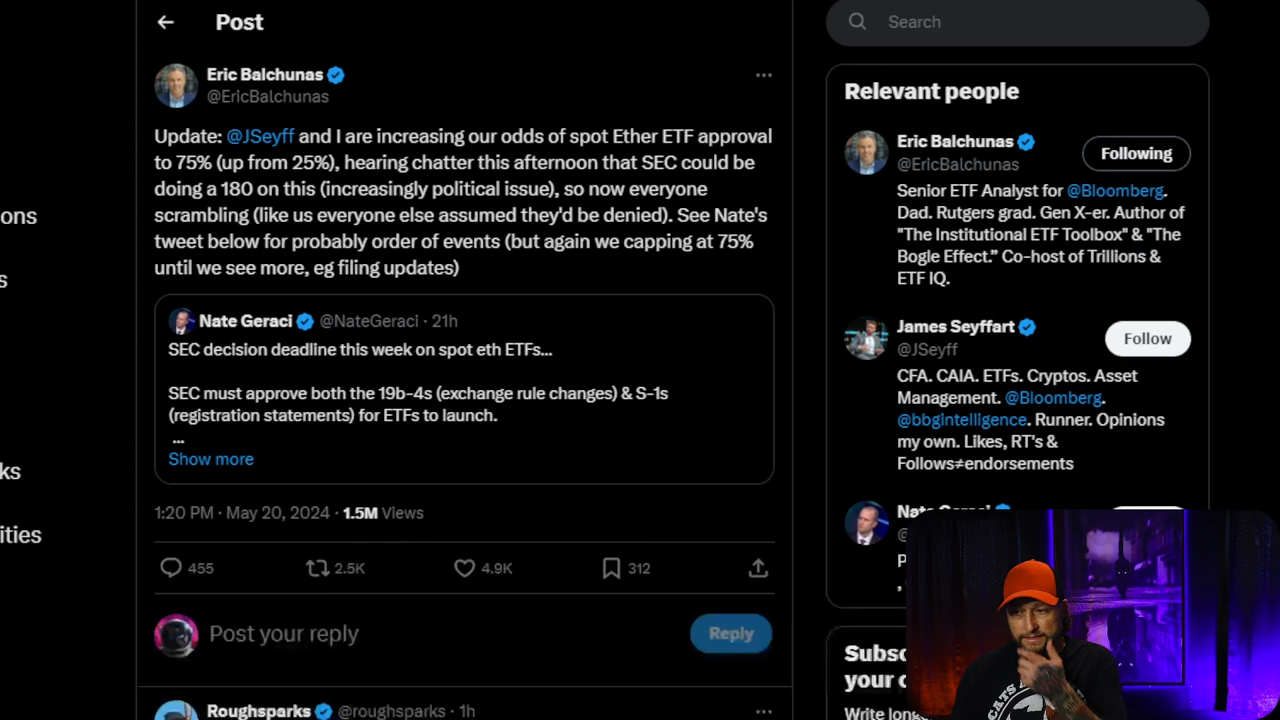 Post
Search
Eric Balchunas
@EricBalchunas
Update: @JSeyff and I are increasing our odds of spot Ether ETF approval
to 75% (up from 25%), hearing chatter this afternoon that SEC could be
doing a 180 on this (increasingly political issue), so now everyone
scrambling (like us everyone else assumed they'd be denied). See Nate's
tweet below for probably order of events (but again we capping at 75%
until we see more, eg filing updates)
Nate Geraci @NateGeraci · 21h
SEC decision deadline this week on spot eth ETFs...
SEC must approve both the 19b-4s (exchange rule changes) & S-1s
(registration statements) for ETFs to launch.
...
Show more
1:20 PM · May 20, 2024 · 1.5M Views
455 2.5K 4.9K 312
Post your reply
Reply
Roughsparks @roughsparks · 1h
Relevant people
Eric Balchunas
@EricBalchunas
Following
Senior ETF Analyst for @Bloomberg.
Dad. Rutgers grad. Gen X-er. Author of
"The Institutional ETF Toolbox" & "The
Bogle Effect.” Co-host of Trillions &
ETF IQ.
James Seyffart
@JSeyff
Follow
CFA. CAIA. ETFs. Cryptos. Asset
Management. @Bloomberg.
@bbgintelligence. Runner. Opinions
my own. Likes, RT's &
Follows≠endorsements
your
Write
ons
s
ks
ities
CATS